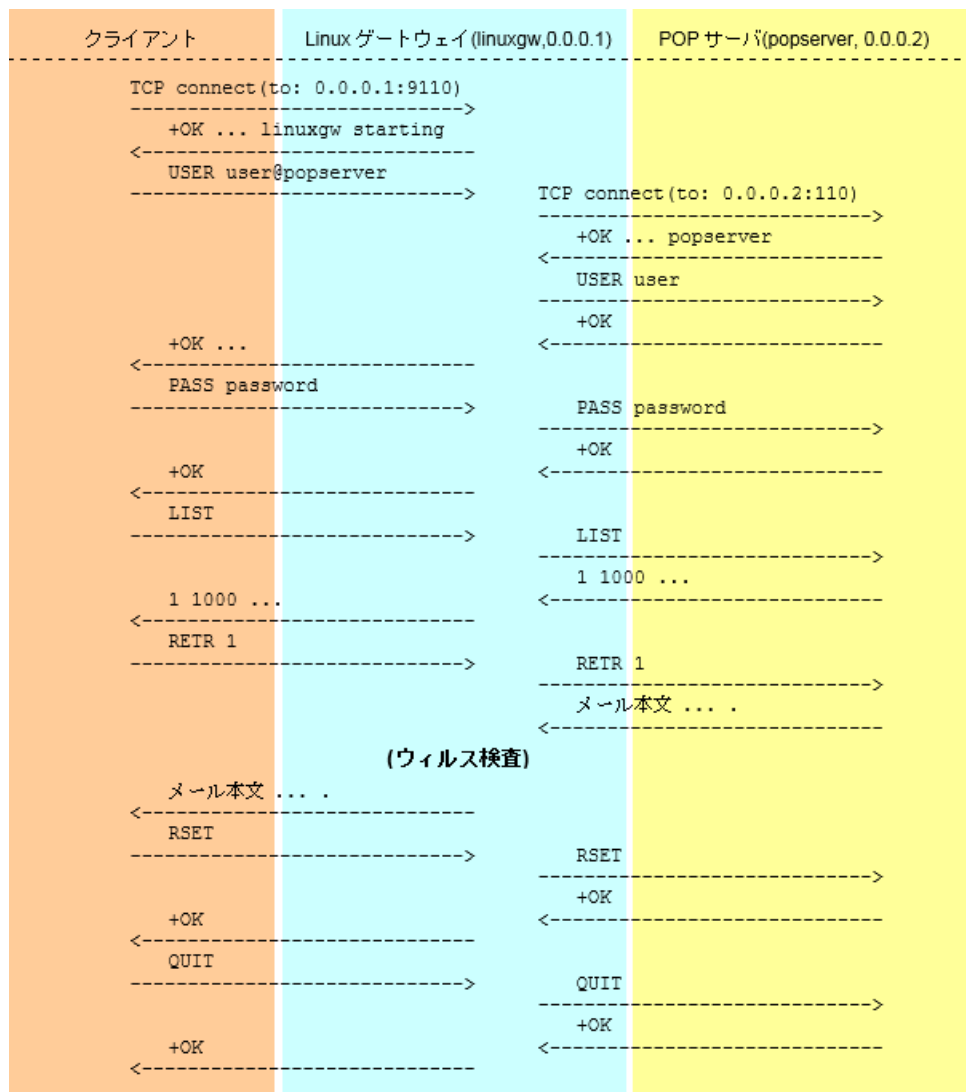 クライアント Linux ゲートウェイ(linuxgw,0.0.0.1) POP サーバ(popserver, 0.0.0.2)
TCP connect(to: 0.0.0.1:9110)
+OK ... linuxgw starting
USER user@popserver
TCP connect(to: 0.0.0.2:110)
+OK ... popserver
USER user
+OK
+OK ...
PASS password
PASS password
+OK
+OK
LIST
LIST
1 1000 ...
1 1000 ...
RETR 1
RETR 1
メール本文 ... .
(ウィルス検査)
メール本文 ... .
RSET
RSET
+OK
+OK
QUIT
QUIT
+OK
+OK